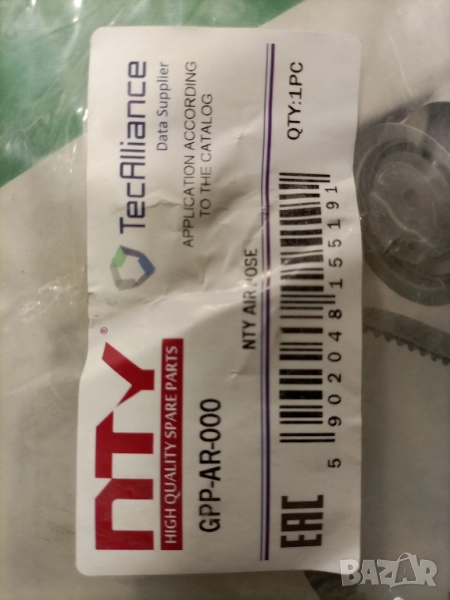 NTY®
HIGH QUALITY SPARE PARTS
TecAlliance
Data Supplier
APPLICATION ACCORDING
TO THE CATALOG
GPP-AR-000
NTY AIR HOSE
QTY:1PC
5 902048 155191
EAC
BAZAR